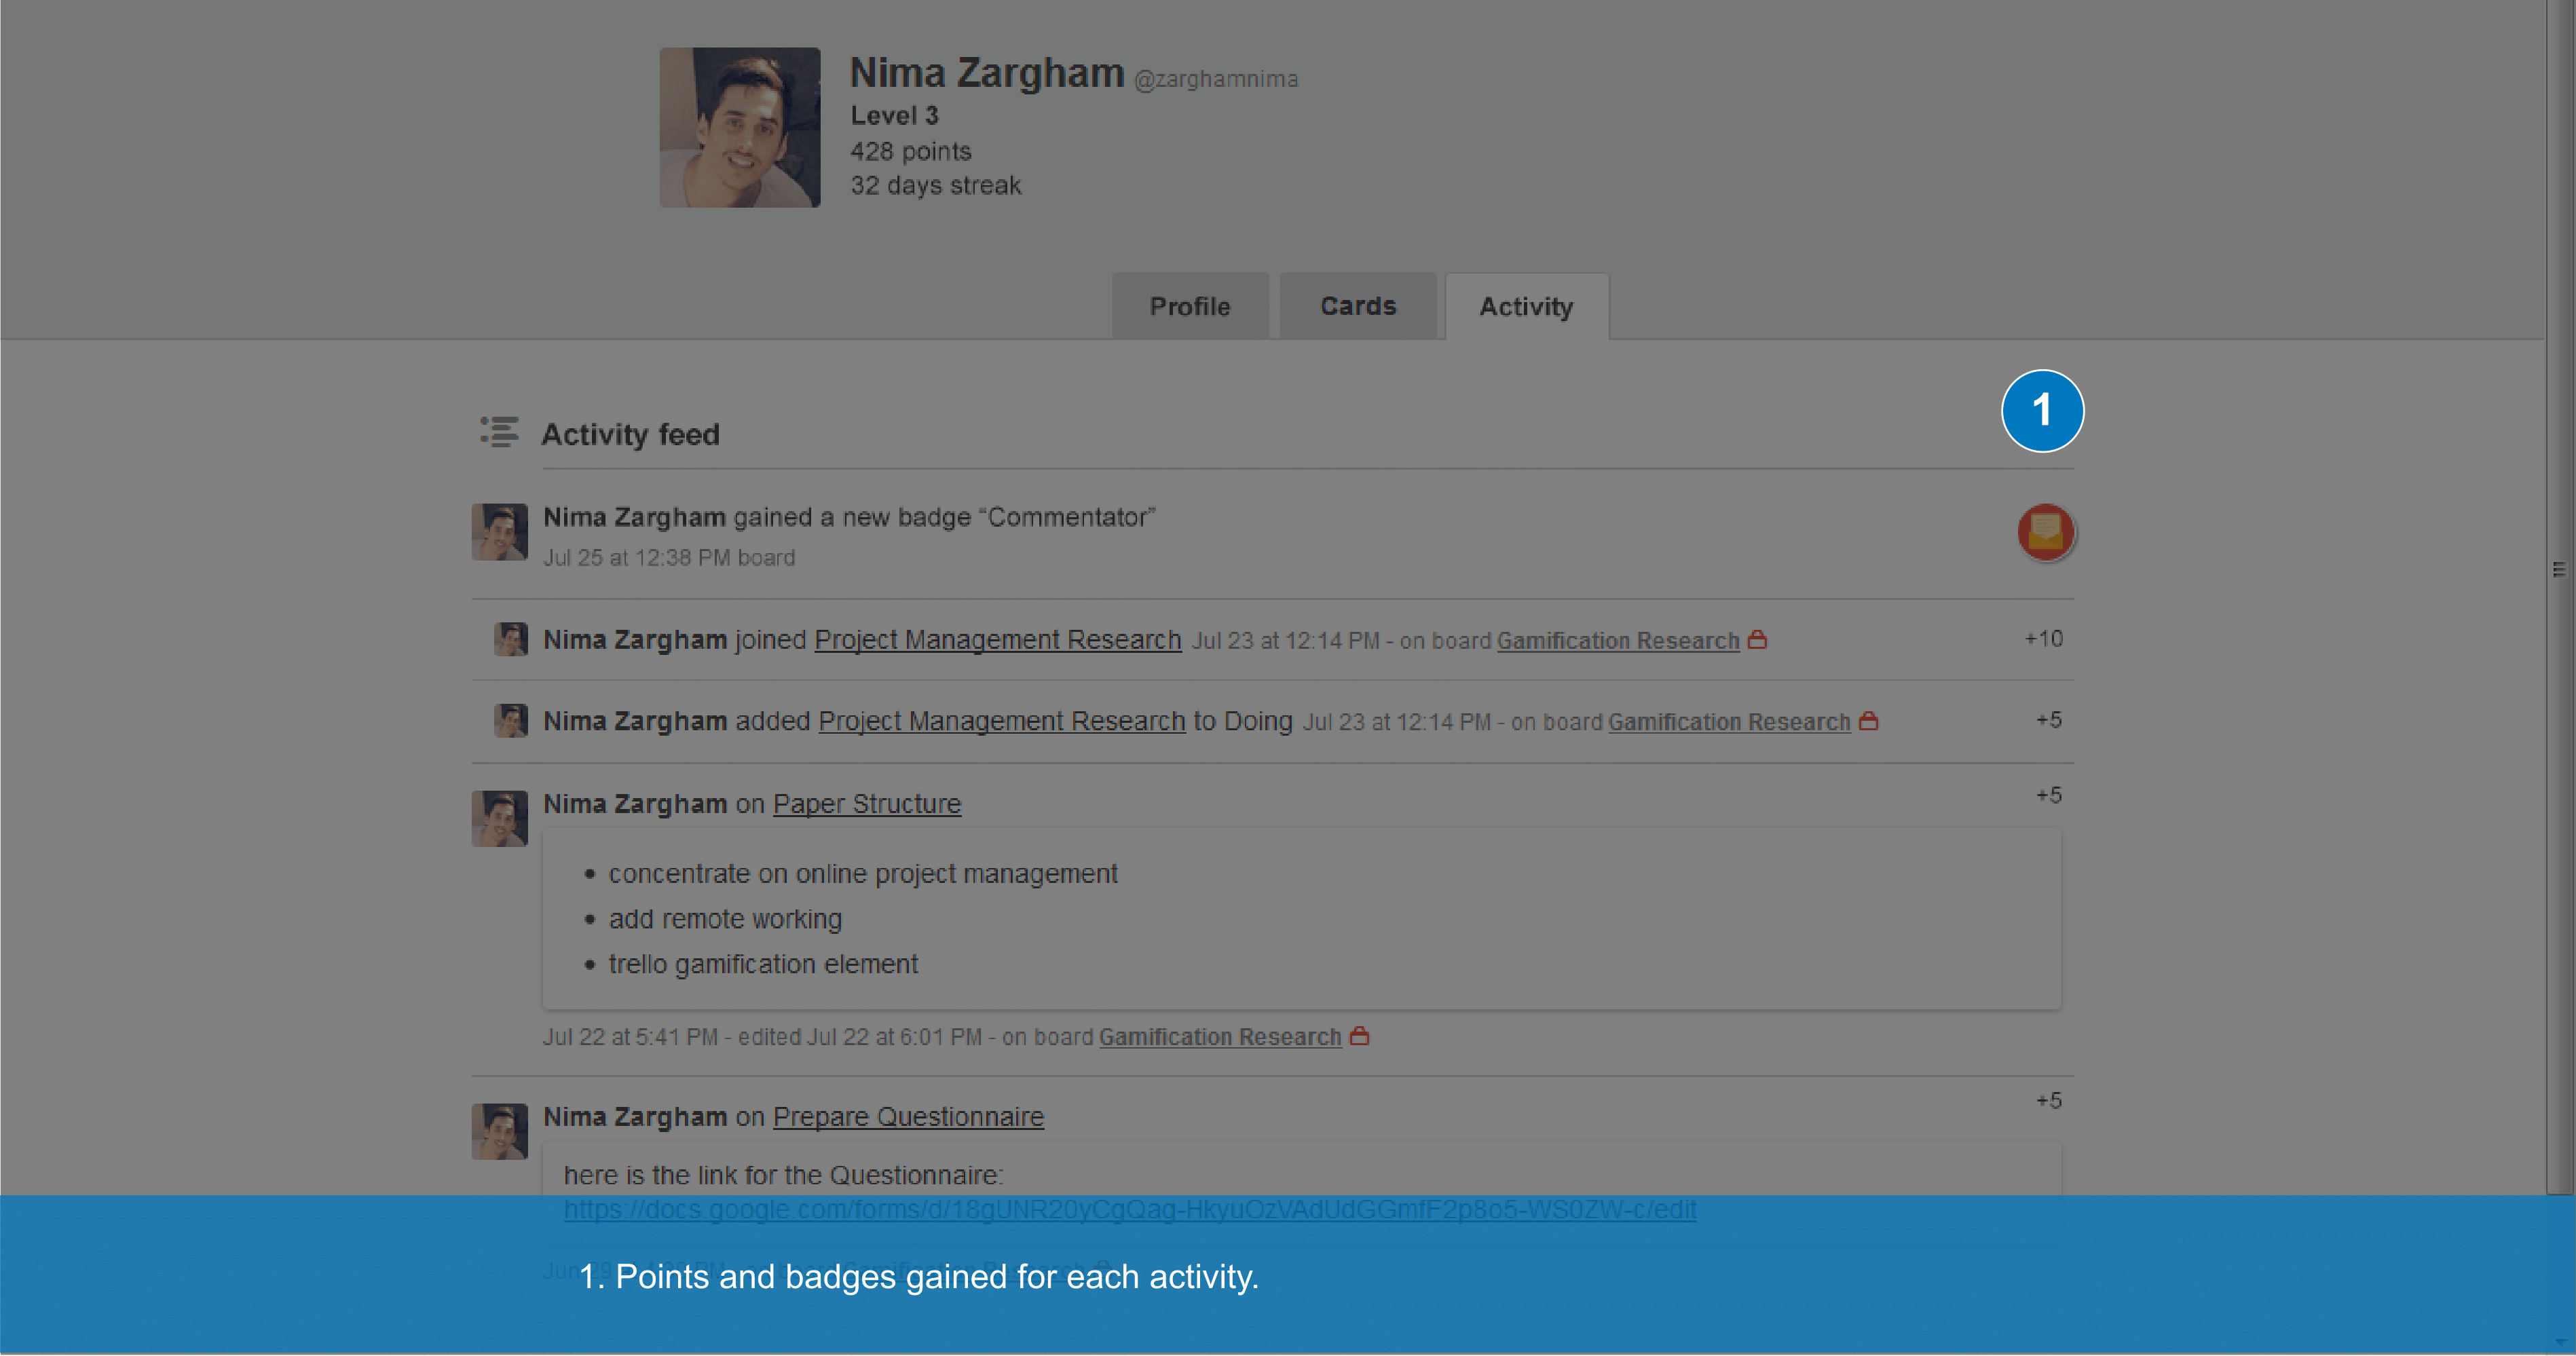 Nima Zargham @zarghamnima
Level 3
428 points
32 days streak
Profile
Cards
Activity
1
Activity feed
Nima Zargham gained a new badge “Commentator”
Jul 25 at 12:38 PM board
Nima Zargham joined Project Management Research Jul 23 at 12:14 PM - on board Gamification Research
+10
Nima Zargham added Project Management Research to Doing Jul 23 at 12:14 PM - on board Gamification Research
+5
Nima Zargham on Paper Structure
+5
• concentrate on online project management
• add remote working
• trello gamification element
Jul 22 at 5:41 PM - edited Jul 22 at 6:01 PM - on board Gamification Research
Nima Zargham on Prepare Questionnaire
+5
here is the link for the Questionnaire:
https://docs.google.com/forms/d/18gUNR20yCgQag-HkyuOzVAdUdGGmfF2p8o5-WS0ZW-c/edit
1. Points and badges gained for each activity.